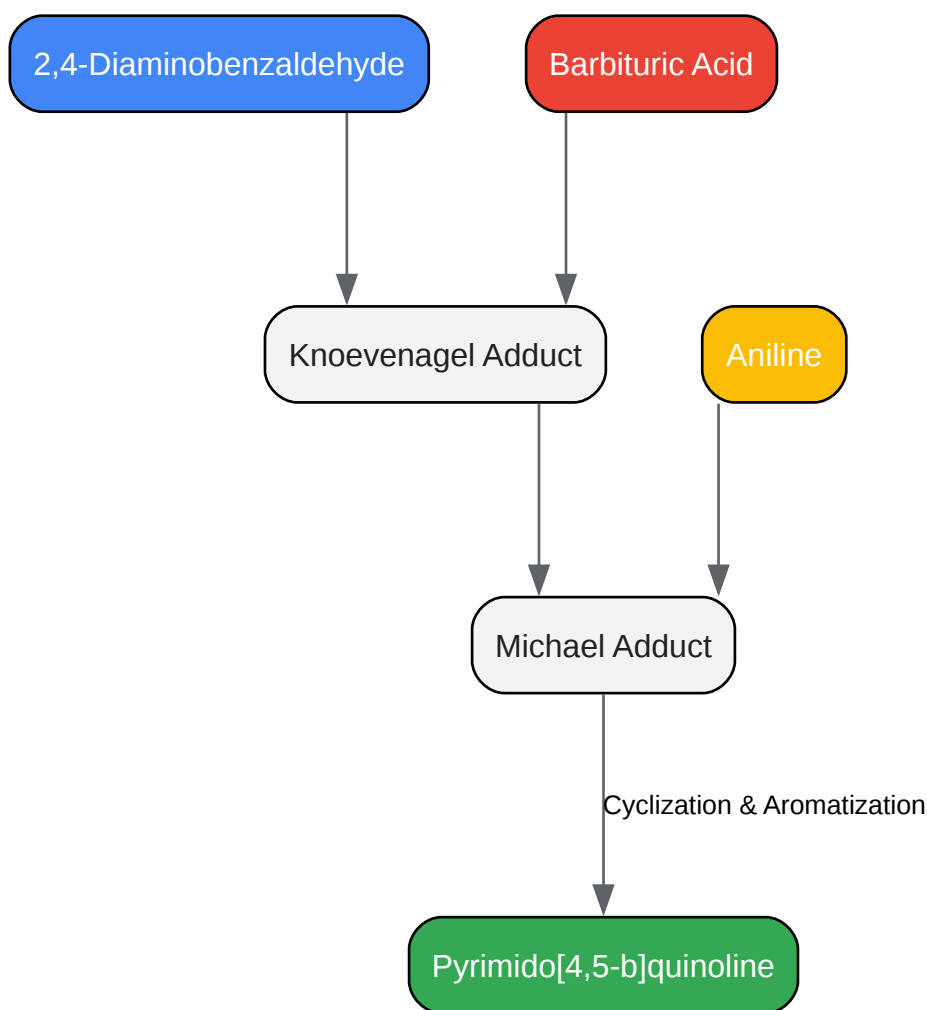 2,4-Diaminobenzaldehyde
Barbituric Acid
Knoevenagel Adduct
Aniline
Michael Adduct
Cyclization & Aromatization
Pyrimido[4,5-b]quinoline